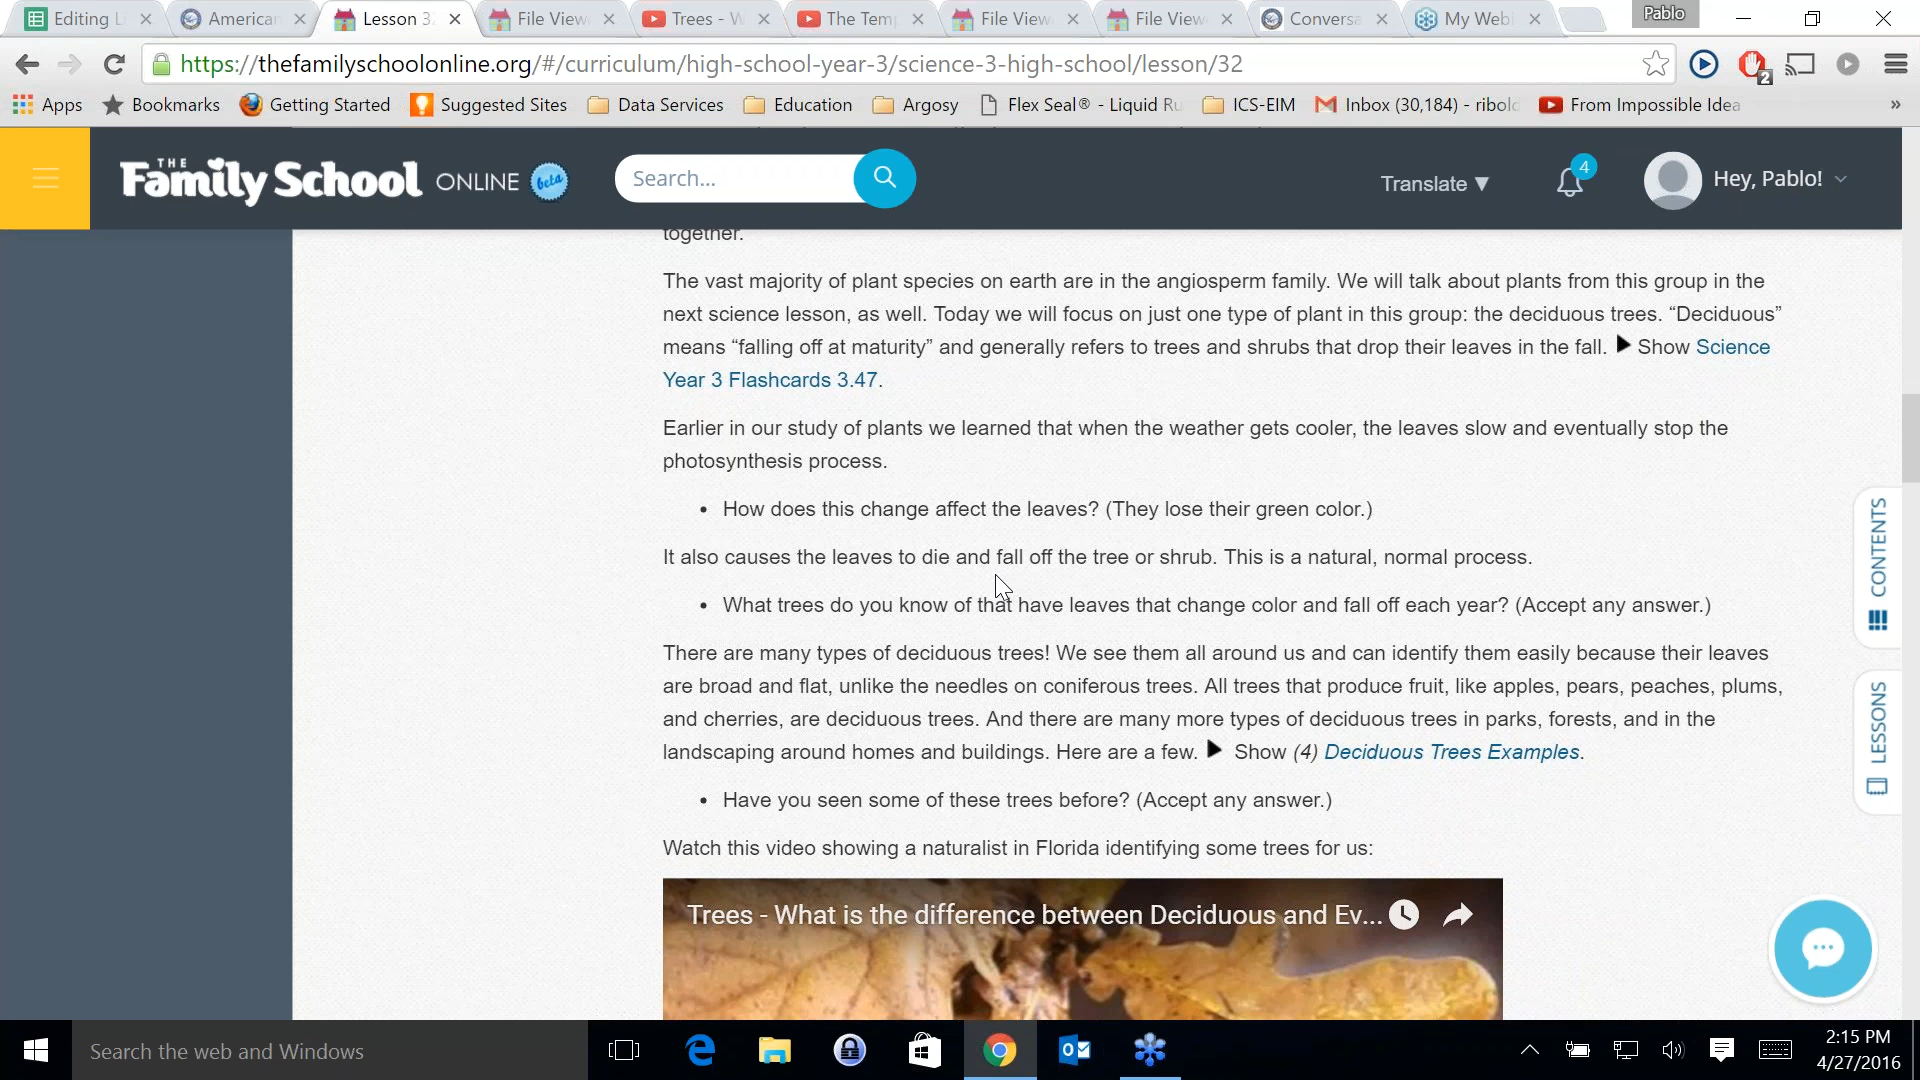 Editing L
American
Lesson 3
File View
Trees - W
The Temp
File View
File View
Conversa
My Web
Pablo
https://thefamilyschoolonline.org/#/curriculum/high-school-year-3/science-3-high-school/lesson/32
2
Apps
Bookmarks
Getting Started
Suggested Sites
Data Services
Education
Argosy
Flex Seal® - Liquid Ru
ICS-EIM
Inbox (30,184) - ribolo
From Impossible Idea
»
THE
Family School ONLINE beta
Search...
Translate ▼
4
Hey, Pablo!
together.
The vast majority of plant species on earth are in the angiosperm family. We will talk about plants from this group in the
next science lesson, as well. Today we will focus on just one type of plant in this group: the deciduous trees. “Deciduous”
means “falling off at maturity” and generally refers to trees and shrubs that drop their leaves in the fall. ▶ Show Science
Year 3 Flashcards 3.47.
Earlier in our study of plants we learned that when the weather gets cooler, the leaves slow and eventually stop the
photosynthesis process.
• How does this change affect the leaves? (They lose their green color.)
It also causes the leaves to die and fall off the tree or shrub. This is a natural, normal process.
• What trees do you know of that have leaves that change color and fall off each year? (Accept any answer.)
There are many types of deciduous trees! We see them all around us and can identify them easily because their leaves
are broad and flat, unlike the needles on coniferous trees. All trees that produce fruit, like apples, pears, peaches, plums,
and cherries, are deciduous trees. And there are many more types of deciduous trees in parks, forests, and in the
landscaping around homes and buildings. Here are a few. ▶ Show (4) Deciduous Trees Examples.
• Have you seen some of these trees before? (Accept any answer.)
Watch this video showing a naturalist in Florida identifying some trees for us:
Trees - What is the difference between Deciduous and Ev...
CONTENTS
LESSONS
Search the web and Windows
2:15 PM
4/27/2016